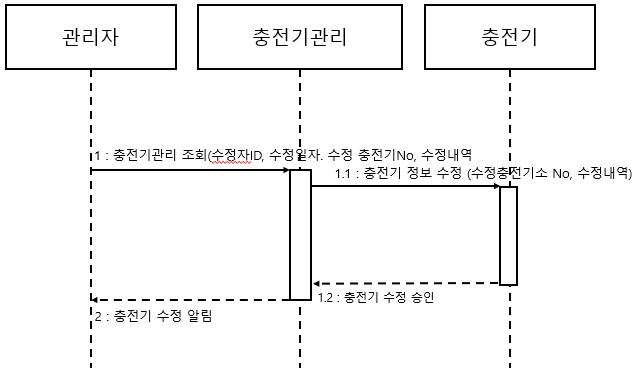 관리자
충전기관리
충전기
1 : 충전기관리 조회(수정자ID, 수정일자. 수정 충전기No, 수정내역
1.1 : 충전기 정보 수정 (수정충전기소 No, 수정내역)
1.2 : 충전기 수정 승인
2 : 충전기 수정 알림